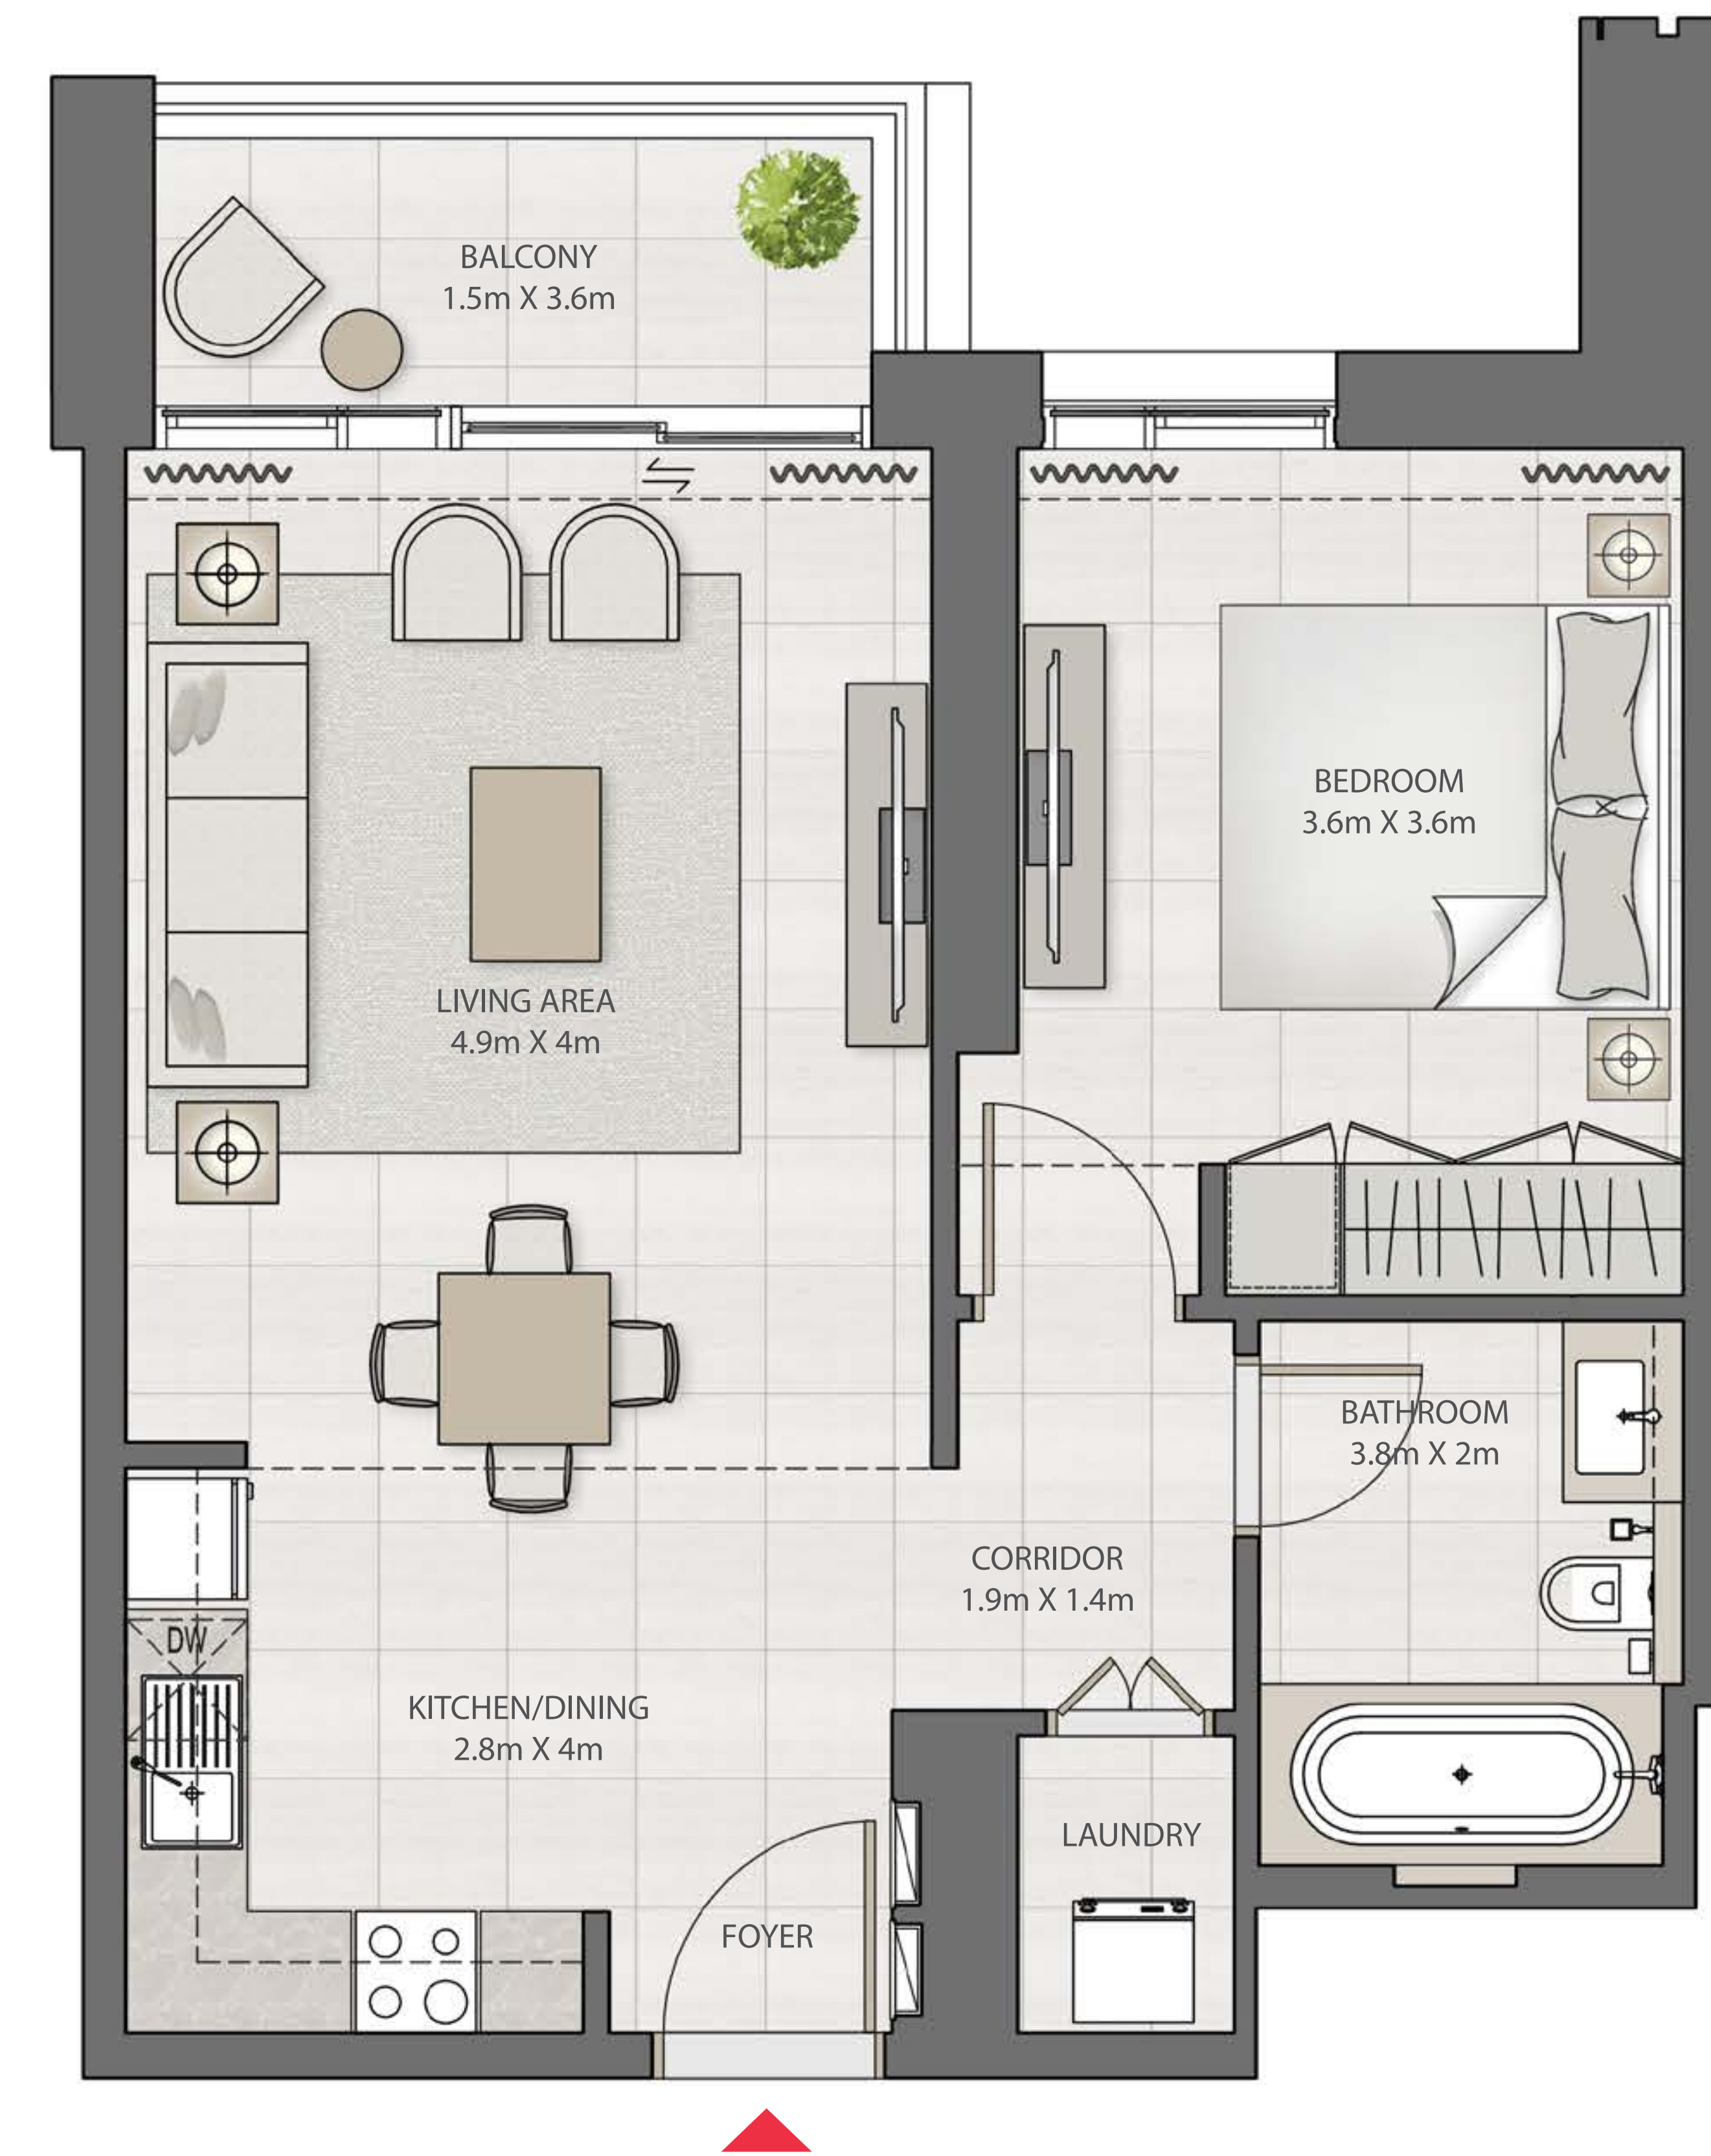 BALCONY
1.5m X 3.6m
BEDROOM
3.6m X 3.6m
LIVING AREA
4.9m X 4m
BATHROOM
3.8m X 2m
CORRIDOR
1.9m X 1.4m
DW
KITCHEN/DINING
2.8m X 4m
LAUNDRY
FOYER